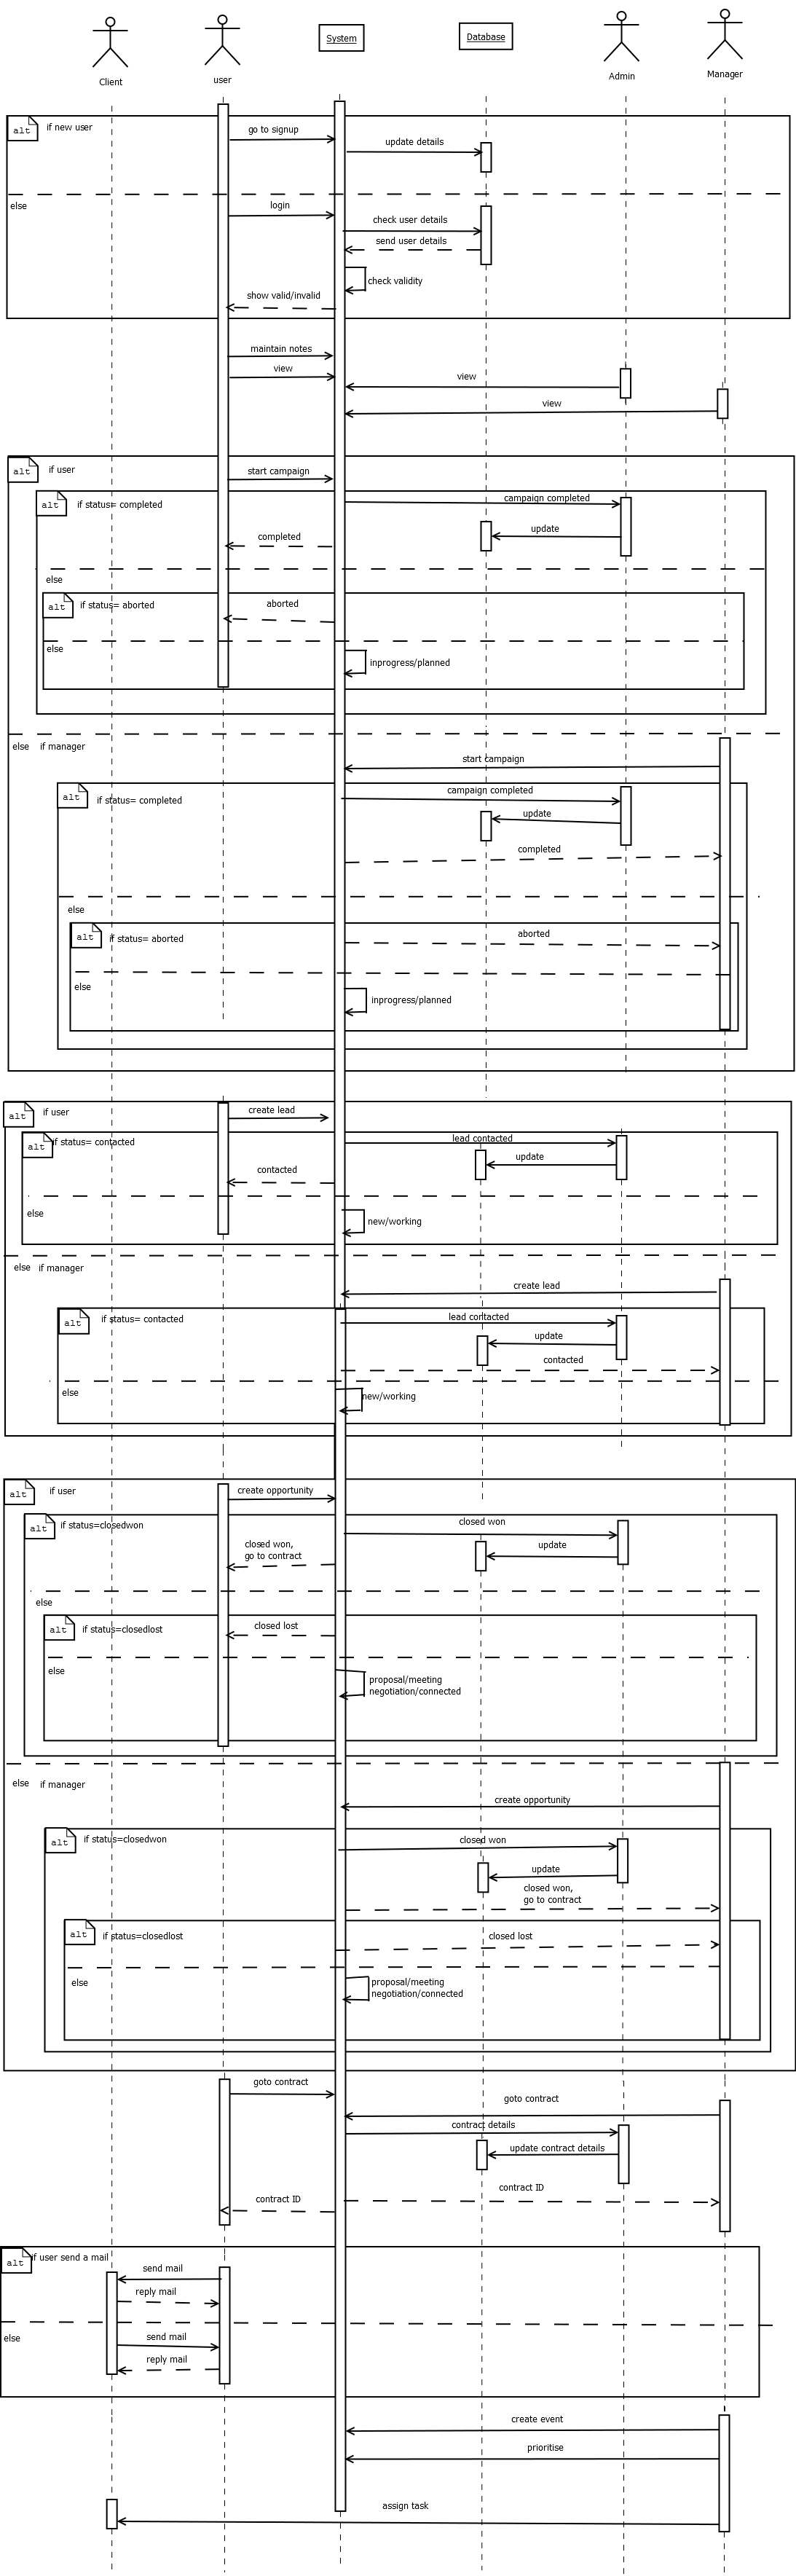 Client
user
System
Database
Admin
Manager
alt
if new user
go to signup
update details
else
login
check user details
send user details
check validity
show valid/invalid
maintain notes
view
view
view
alt
if user
start campaign
alt
if status= completed
campaign completed
update
completed
else
alt
if status= aborted
aborted
else
inprogress/planned
else
if manager
start campaign
alt
if status= completed
campaign completed
update
completed
else
alt
if status= aborted
aborted
else
inprogress/planned
alt
if user
create lead
alt
if status= contacted
lead contacted
update
contacted
else
new/working
else
if manager
create lead
alt
if status= contacted
lead contacted
update
contacted
else
new/working
alt
if user
create opportunity
alt
if status=closedwon
closed won
update
closed won,
go to contract
else
alt
if status=closedlost
closed lost
else
proposal/meeting
negotiation/connected
else
if manager
create opportunity
alt
if status=closedwon
closed won
update
closed won,
go to contract
alt
if status=closedlost
closed lost
else
proposal/meeting
negotiation/connected
goto contract
goto contract
contract details
update contract details
contract ID
contract ID
alt
if user send a mail
send mail
reply mail
else
send mail
reply mail
create event
prioritise
assign task